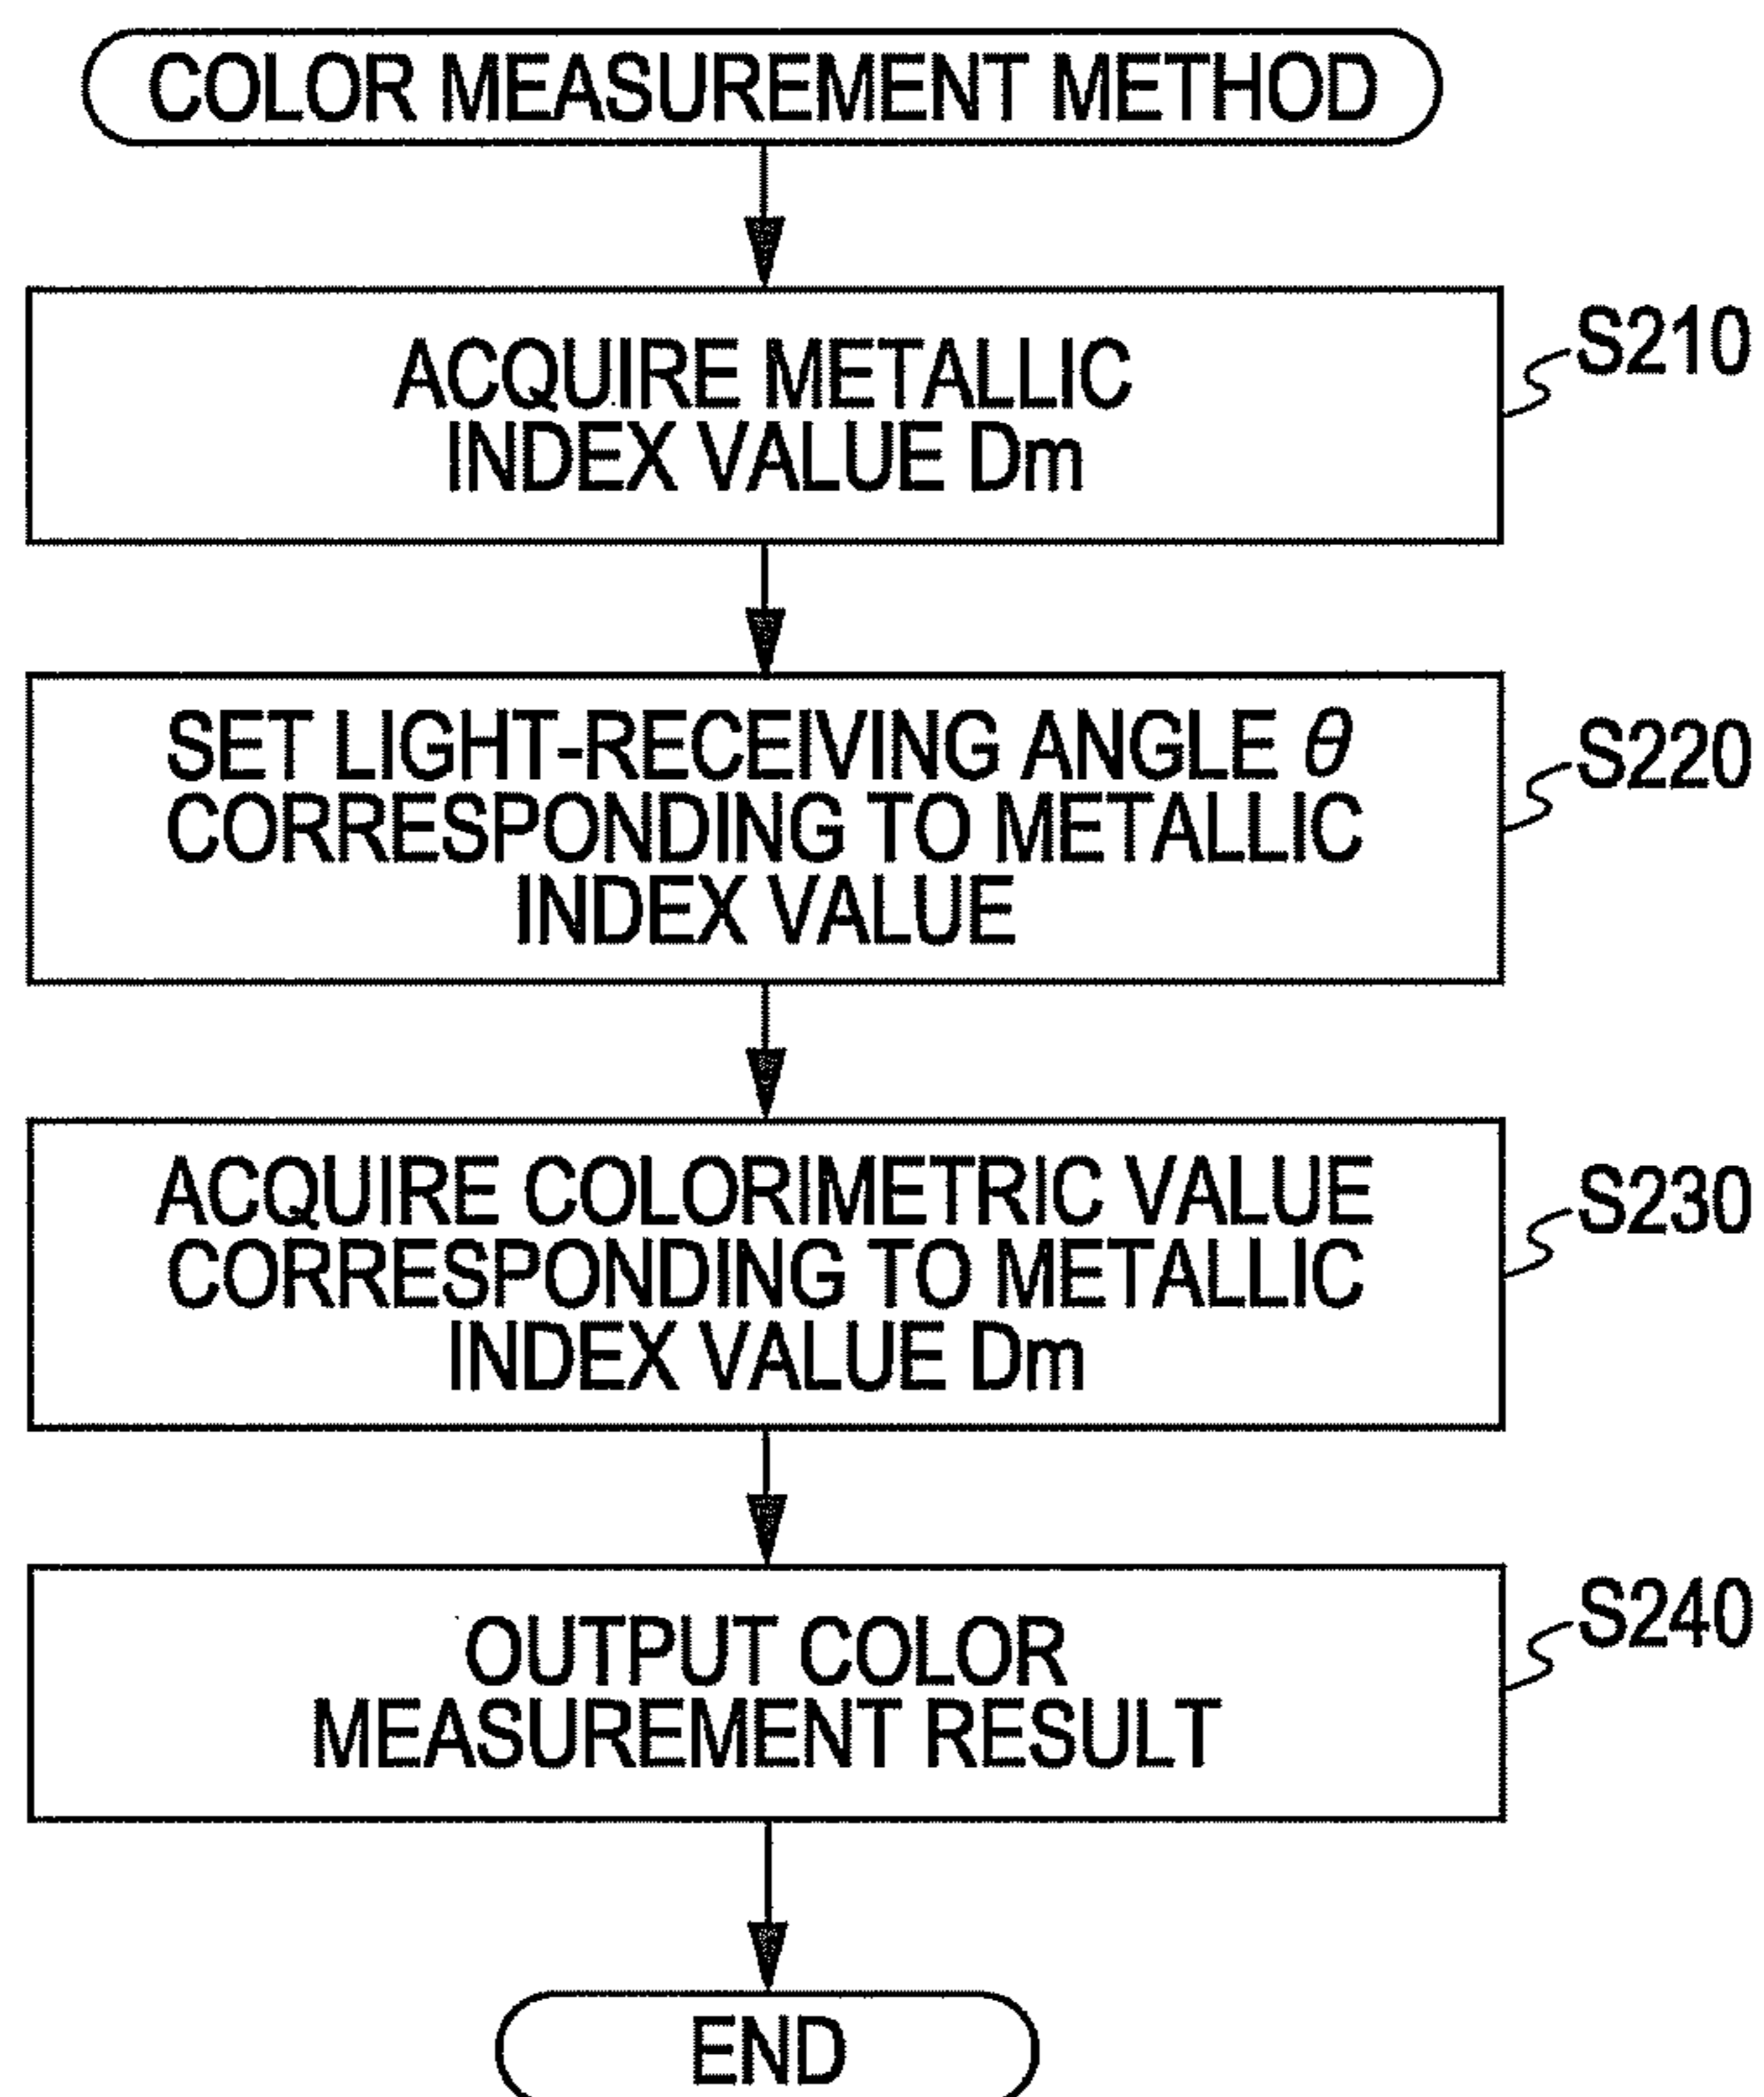 COLOR MEASUREMENT METHOD
ACQUIRE METALLIC
INDEX VALUE Dm
S210
SET LIGHT-RECEIVING ANGLE θ
CORRESPONDING TO METALLIC
INDEX VALUE
S220
ACQUIRE COLORIMETRIC VALUE
CORRESPONDING TO METALLIC
INDEX VALUE Dm
S230
OUTPUT COLOR
MEASUREMENT RESULT
S240
END